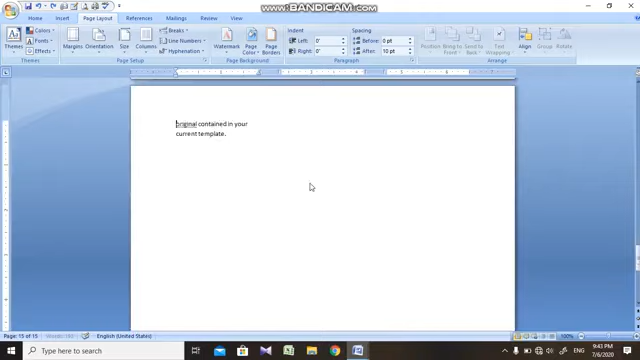 www.BANDICAM.com
Home Insert Page Layout References Mailings Review View
Themes Colors Fonts Effects
Margins Orientation Size Columns Breaks Line Numbers Hyphenation
Watermark Page Color Page Borders
Indent Left: 0" Right: 0"
Spacing Before: 0 pt After: 10 pt
Position Bring to Front Send to Back Text Wrapping Align Group Rotate
Themes Page Setup Page Background Paragraph Arrange
original contained in your
current template.
Page: 15 of 15 English (United States) 100%
Type here to search ENG 9:43 PM
7/6/2020